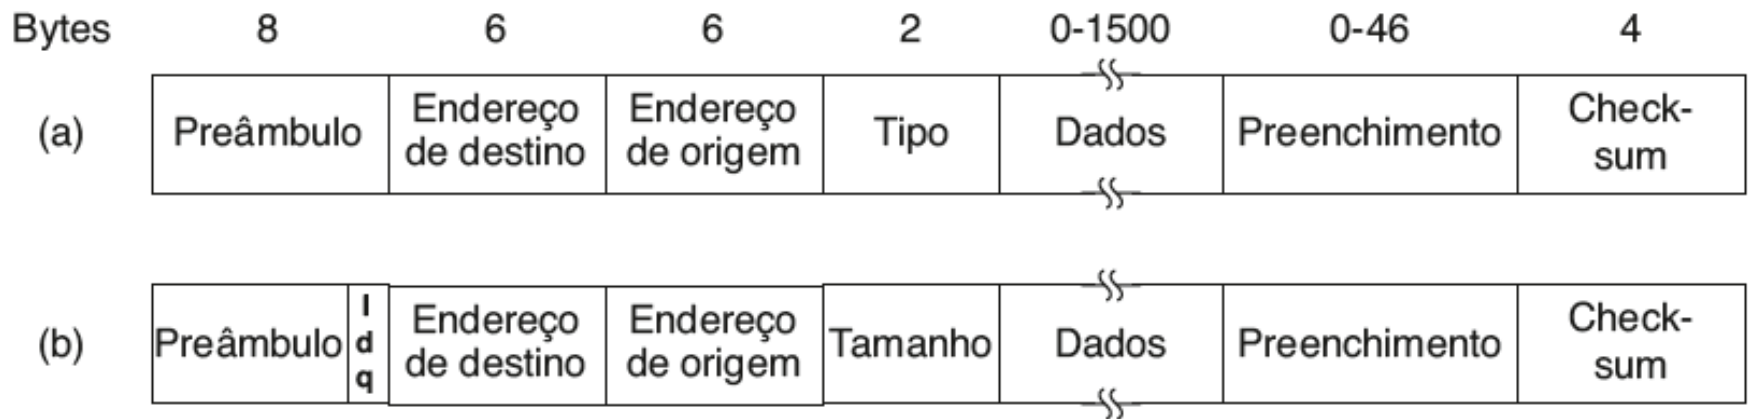 Bytes 8 6 6 2 0-1500 0-46 4
(a) Preâmbulo Endereço de destino Endereço de origem Tipo Dados Preenchimento Check-sum
(b) Preâmbulo I d q Endereço de destino Endereço de origem Tamanho Dados Preenchimento Check-sum